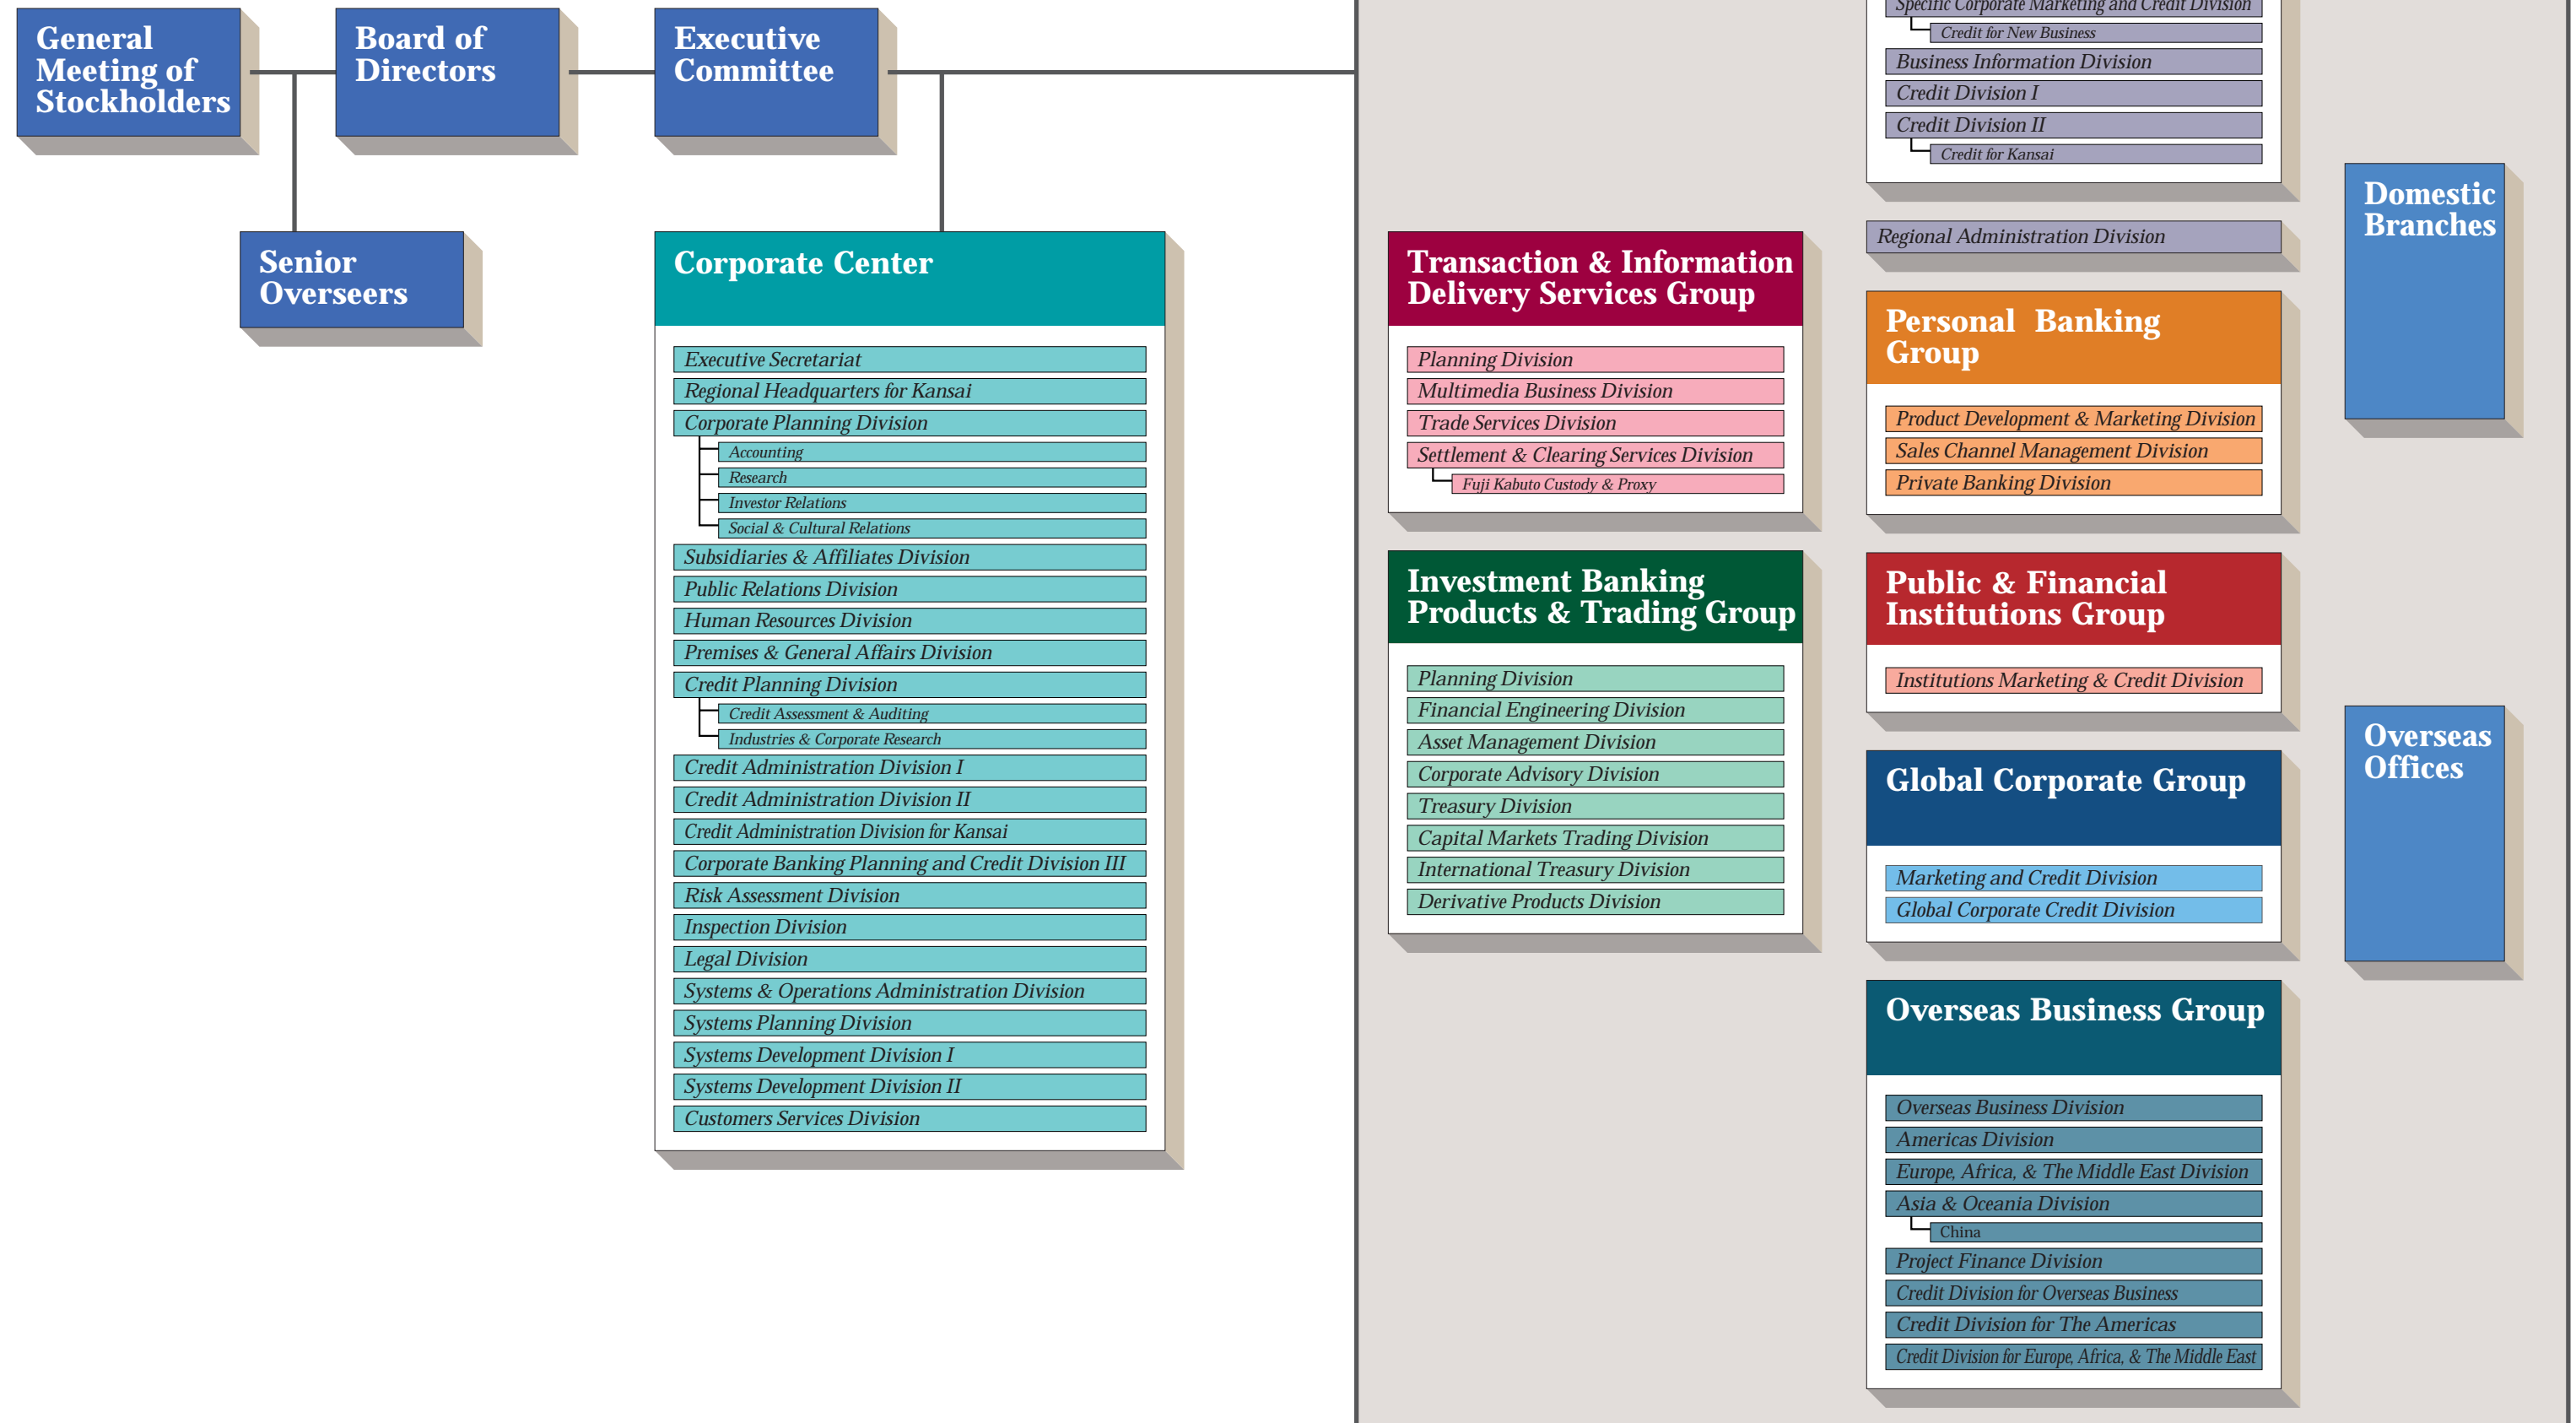 General
Meeting of
Stockholders
Board of
Directors
Executive
Committee
Senior
Overseers
Corporate Center
Executive Secretariat
Regional Headquarters for Kansai
Corporate Planning Division
Accounting
Research
Investor Relations
Social & Cultural Relations
Subsidiaries & Affiliates Division
Public Relations Division
Human Resources Division
Premises & General Affairs Division
Credit Planning Division
Credit Assessment & Auditing
Industries & Corporate Research
Credit Administration Division I
Credit Administration Division II
Credit Administration Division for Kansai
Corporate Banking Planning and Credit Division III
Risk Assessment Division
Inspection Division
Legal Division
Systems & Operations Administration Division
Systems Planning Division
Systems Development Division I
Systems Development Division II
Customers Services Division
Transaction & Information
Delivery Services Group
Planning Division
Multimedia Business Division
Trade Services Division
Settlement & Clearing Services Division
Fuji Kabuto Custody & Proxy
Investment Banking
Products & Trading Group
Planning Division
Financial Engineering Division
Asset Management Division
Corporate Advisory Division
Treasury Division
Capital Markets Trading Division
International Treasury Division
Derivative Products Division
Specific Corporate Marketing and Credit Division
Credit for New Business
Business Information Division
Credit Division I
Credit Division II
Credit for Kansai
Regional Administration Division
Personal Banking
Group
Product Development & Marketing Division
Sales Channel Management Division
Private Banking Division
Public & Financial
Institutions Group
Institutions Marketing & Credit Division
Global Corporate Group
Marketing and Credit Division
Global Corporate Credit Division
Overseas Business Group
Overseas Business Division
Americas Division
Europe, Africa, & The Middle East Division
Asia & Oceania Division
China
Project Finance Division
Credit Division for Overseas Business
Credit Division for The Americas
Credit Division for Europe, Africa, & The Middle East
Domestic
Branches
Overseas
Offices